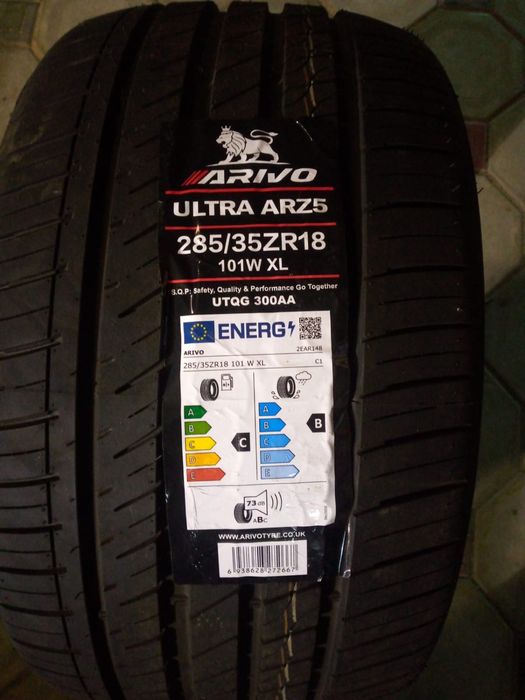 ARIVO
ULTRA ARZ5
285/35ZR18
101W XL
S.Q.P: Safety, Quality & Performance Go Together
UTQG 300AA
ENERG
ARIVO 2EAR148
285/35ZR18 101 W XL C1
A A
B B B
C C C
D D
E E
73 dB
ABC
WWW.ARIVOTYRE.CO.UK
6 938628 272667